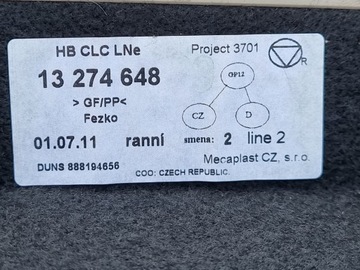 HB CLC LNe Project 3701
R
13 274 648
GP12
> GF/PP<
CZ D
Fezko
01.07.11 ranní smena: 2 line 2
Mecaplast CZ, s.r.o.
DUNS 888194656
COO: CZECH REPUBLIC.